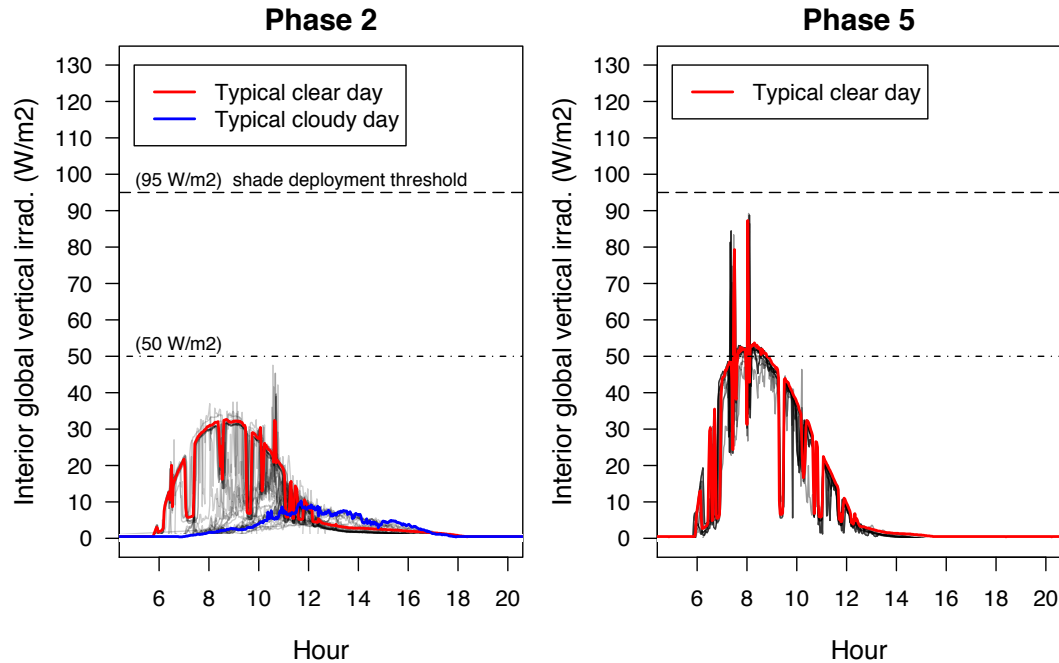 Phase 2
Interior global vertical irrad. (W/m2)
130
120
110
100
90
80
70
60
50
40
30
20
10
0
Typical clear day
Typical cloudy day
(95 W/m2) shade deployment threshold
(50 W/m2)
6 8 10 12 14 16 18 20
Hour
Phase 5
Interior global vertical irrad. (W/m2)
130
120
110
100
90
80
70
60
50
40
30
20
10
0
Typical clear day
6 8 10 12 14 16 18 20
Hour